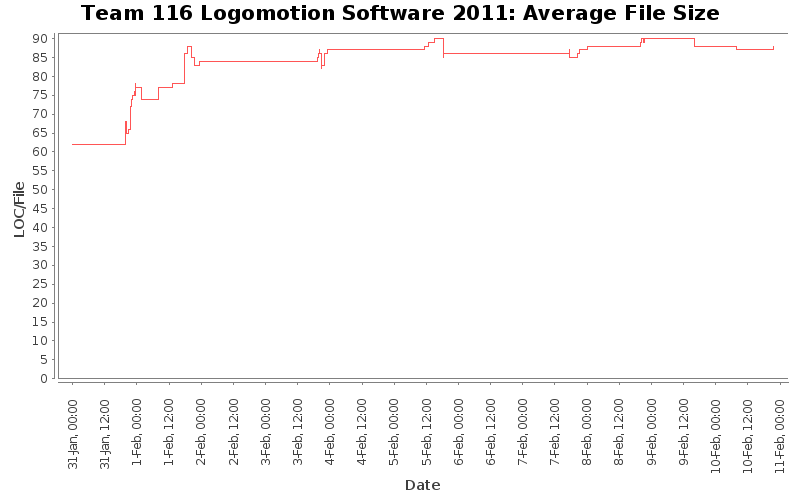 Team 116 Logomotion Software 2011: Average File Size
LOC/File
90
85
80
75
70
65
60
55
50
45
40
35
30
25
20
15
10
5
0
31-Jan, 00:00
31-Jan, 12:00
1-Feb, 00:00
1-Feb, 12:00
2-Feb, 00:00
2-Feb, 12:00
3-Feb, 00:00
3-Feb, 12:00
4-Feb, 00:00
4-Feb, 12:00
5-Feb, 00:00
5-Feb, 12:00
6-Feb, 00:00
6-Feb, 12:00
7-Feb, 00:00
7-Feb, 12:00
8-Feb, 00:00
8-Feb, 12:00
9-Feb, 00:00
9-Feb, 12:00
10-Feb, 00:00
10-Feb, 12:00
11-Feb, 00:00
Date